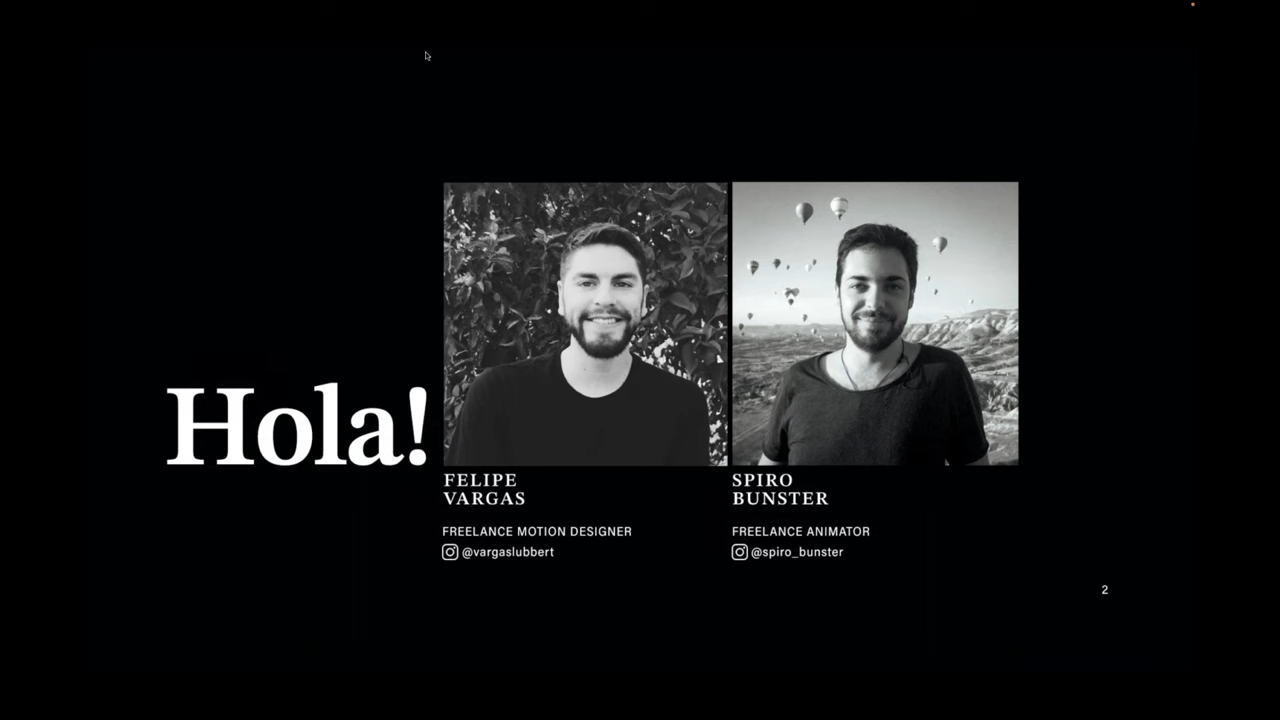 Hola!
FELIPE
VARGAS
FREELANCE MOTION DESIGNER
@vargaslubbert
SPIRO
BUNSTER
FREELANCE ANIMATOR
@spiro_bunster
2